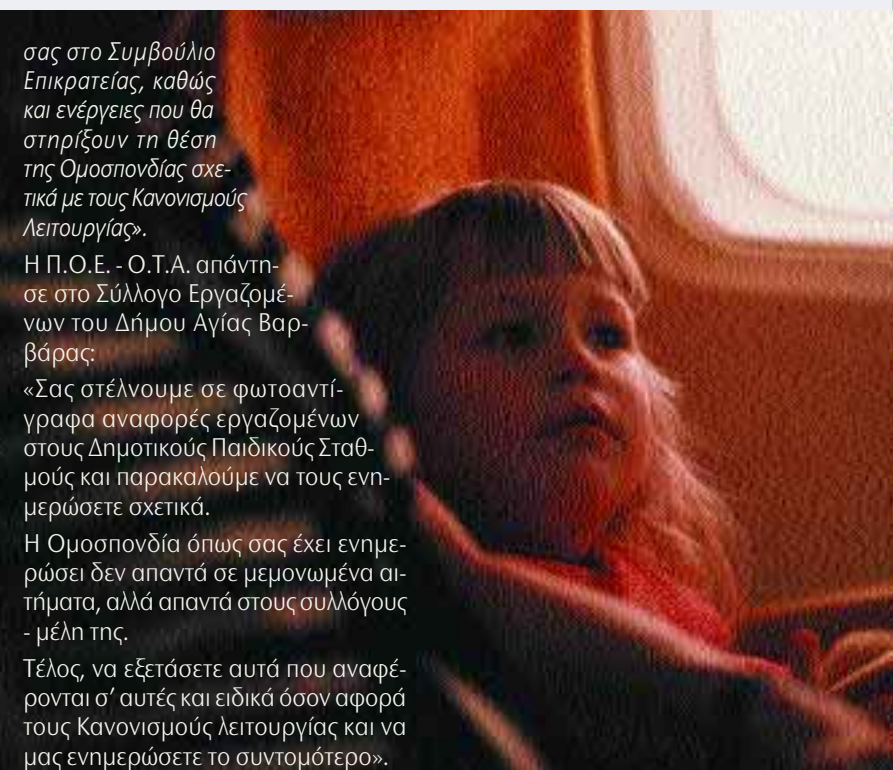 σας στο Συμβούλιο
Επικρατείας, καθώς
και ενέργειες που θα
στηρίξουν τη θέση
της Ομοσπονδίας σχε-
τικά με τους Κανονισμούς
Λειτουργίας».
Η Π.Ο.Ε. - Ο.Τ.Α. απάντη-
σε στο Σύλλογο Εργαζομέ-
νων του Δήμου Αγίας Βαρ-
βάρας:
«Σας στέλνουμε σε φωτοαντί-
γραφα αναφορές εργαζομένων
στους Δημοτικούς Παιδικούς Σταθ-
μούς και παρακαλούμε να τους ενη-
μερώσετε σχετικά.
Η Ομοσπονδία όπως σας έχει ενημε-
ρώσει δεν απαντά σε μεμονωμένα αι-
τήματα, αλλά απαντά στους συλλόγους
- μέλη της.
Τέλος, να εξετάσετε αυτά που αναφέ-
ρονται σ’ αυτές και ειδικά όσον αφορά
τους Κανονισμούς λειτουργίας και να
μας ενημερώσετε το συντομότερο».